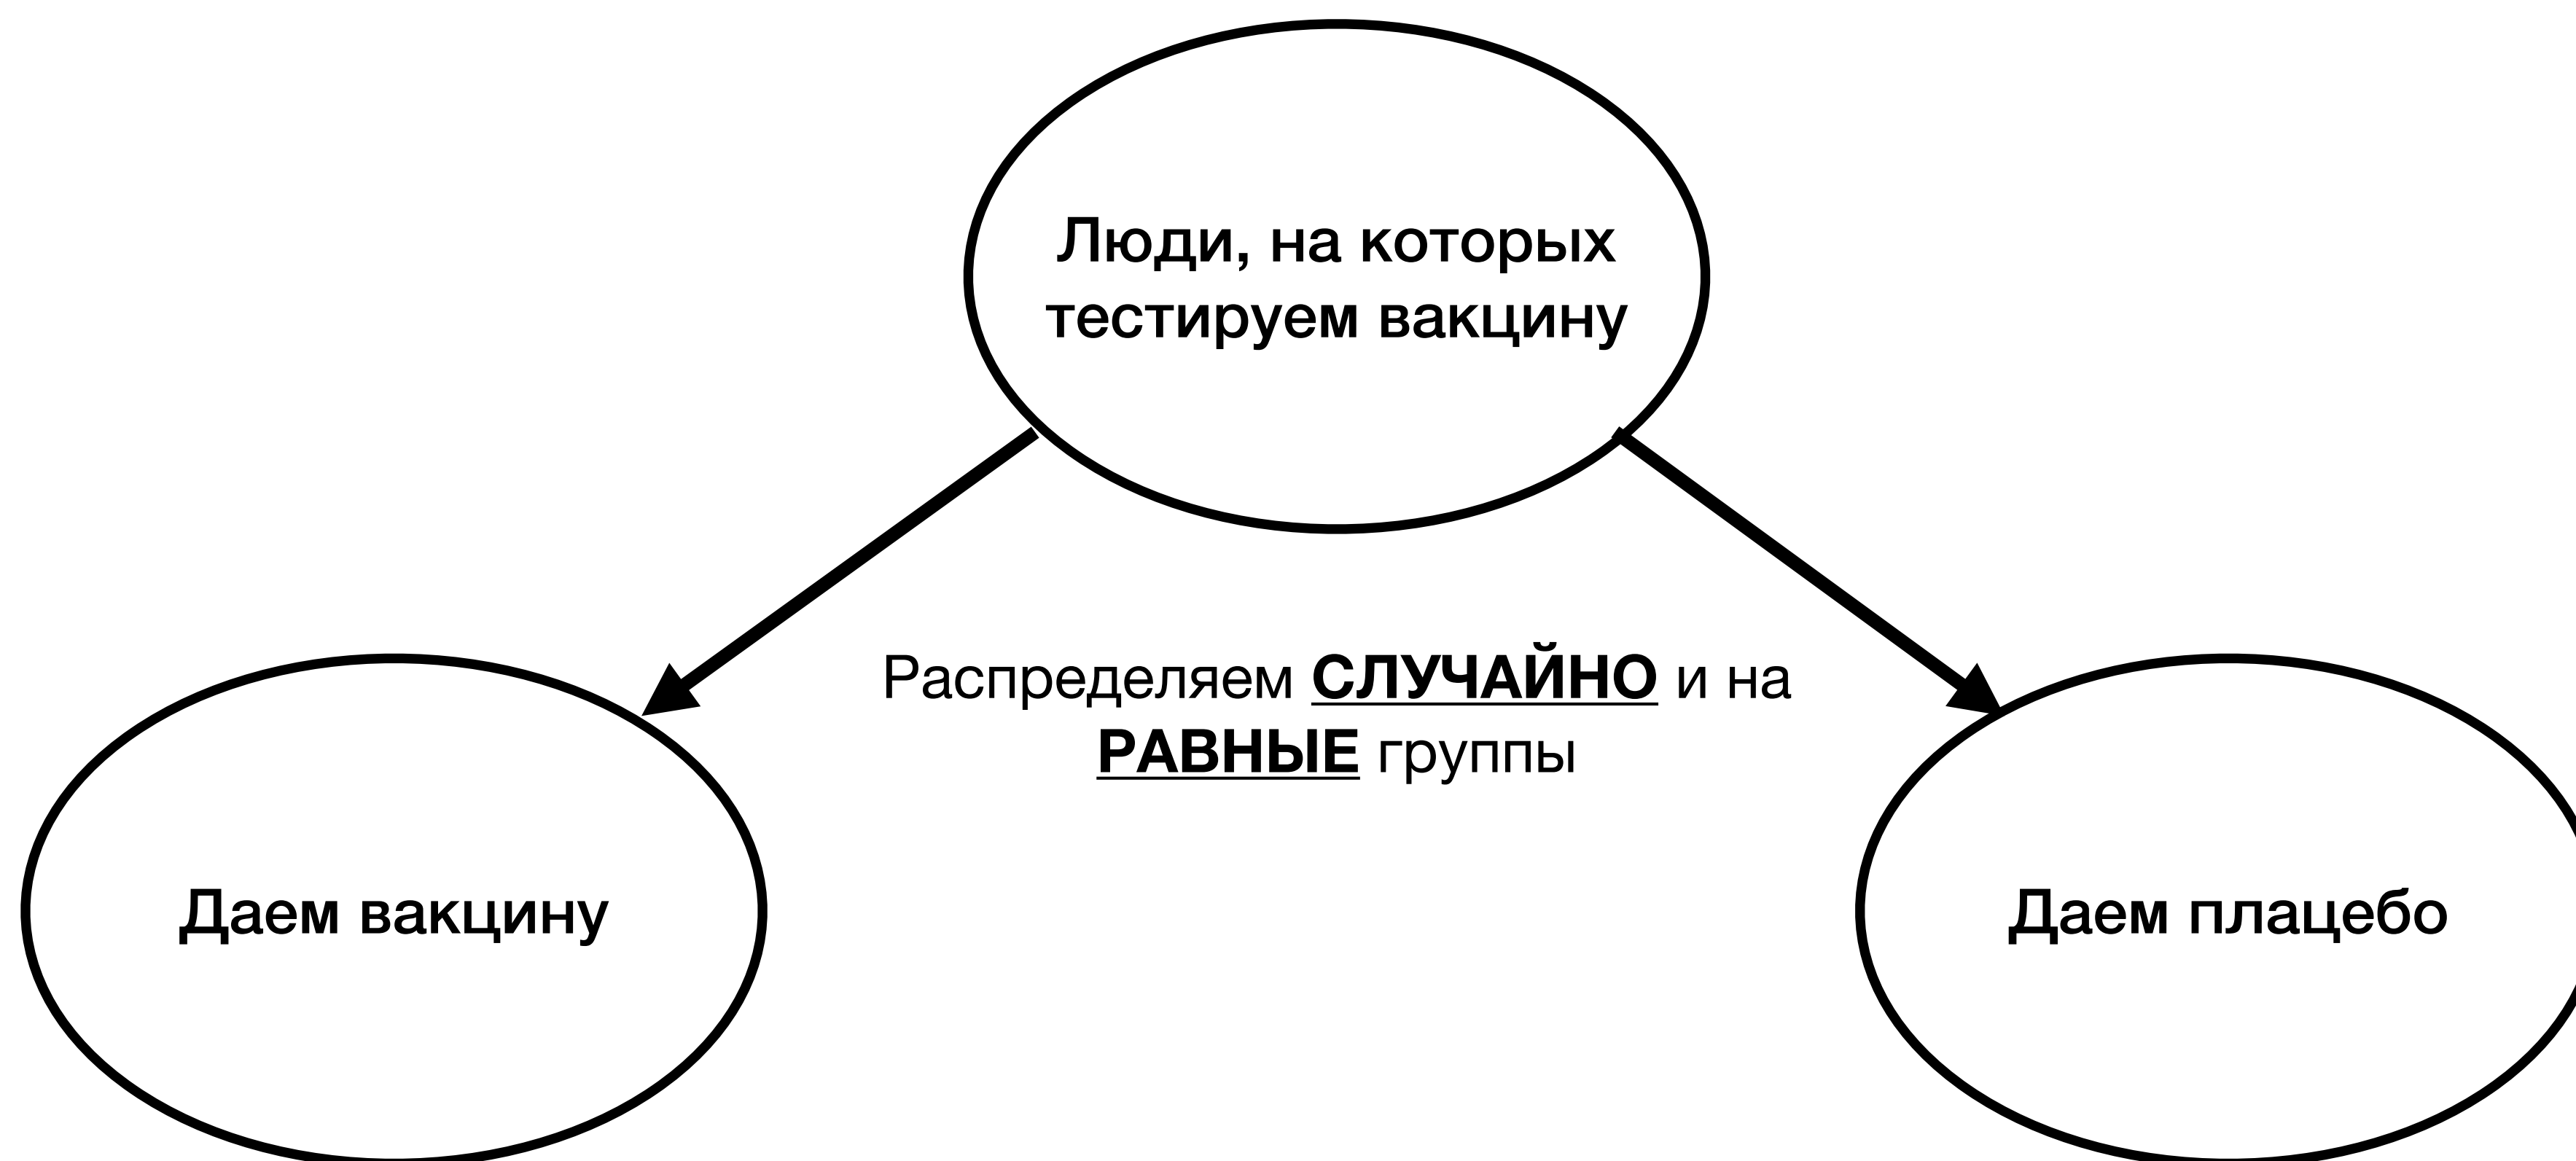 Люди, на которых
тестируем вакцину
Распределяем СЛУЧАЙНО и на
РАВНЫЕ группы
Даем вакцину
Даем плацебо